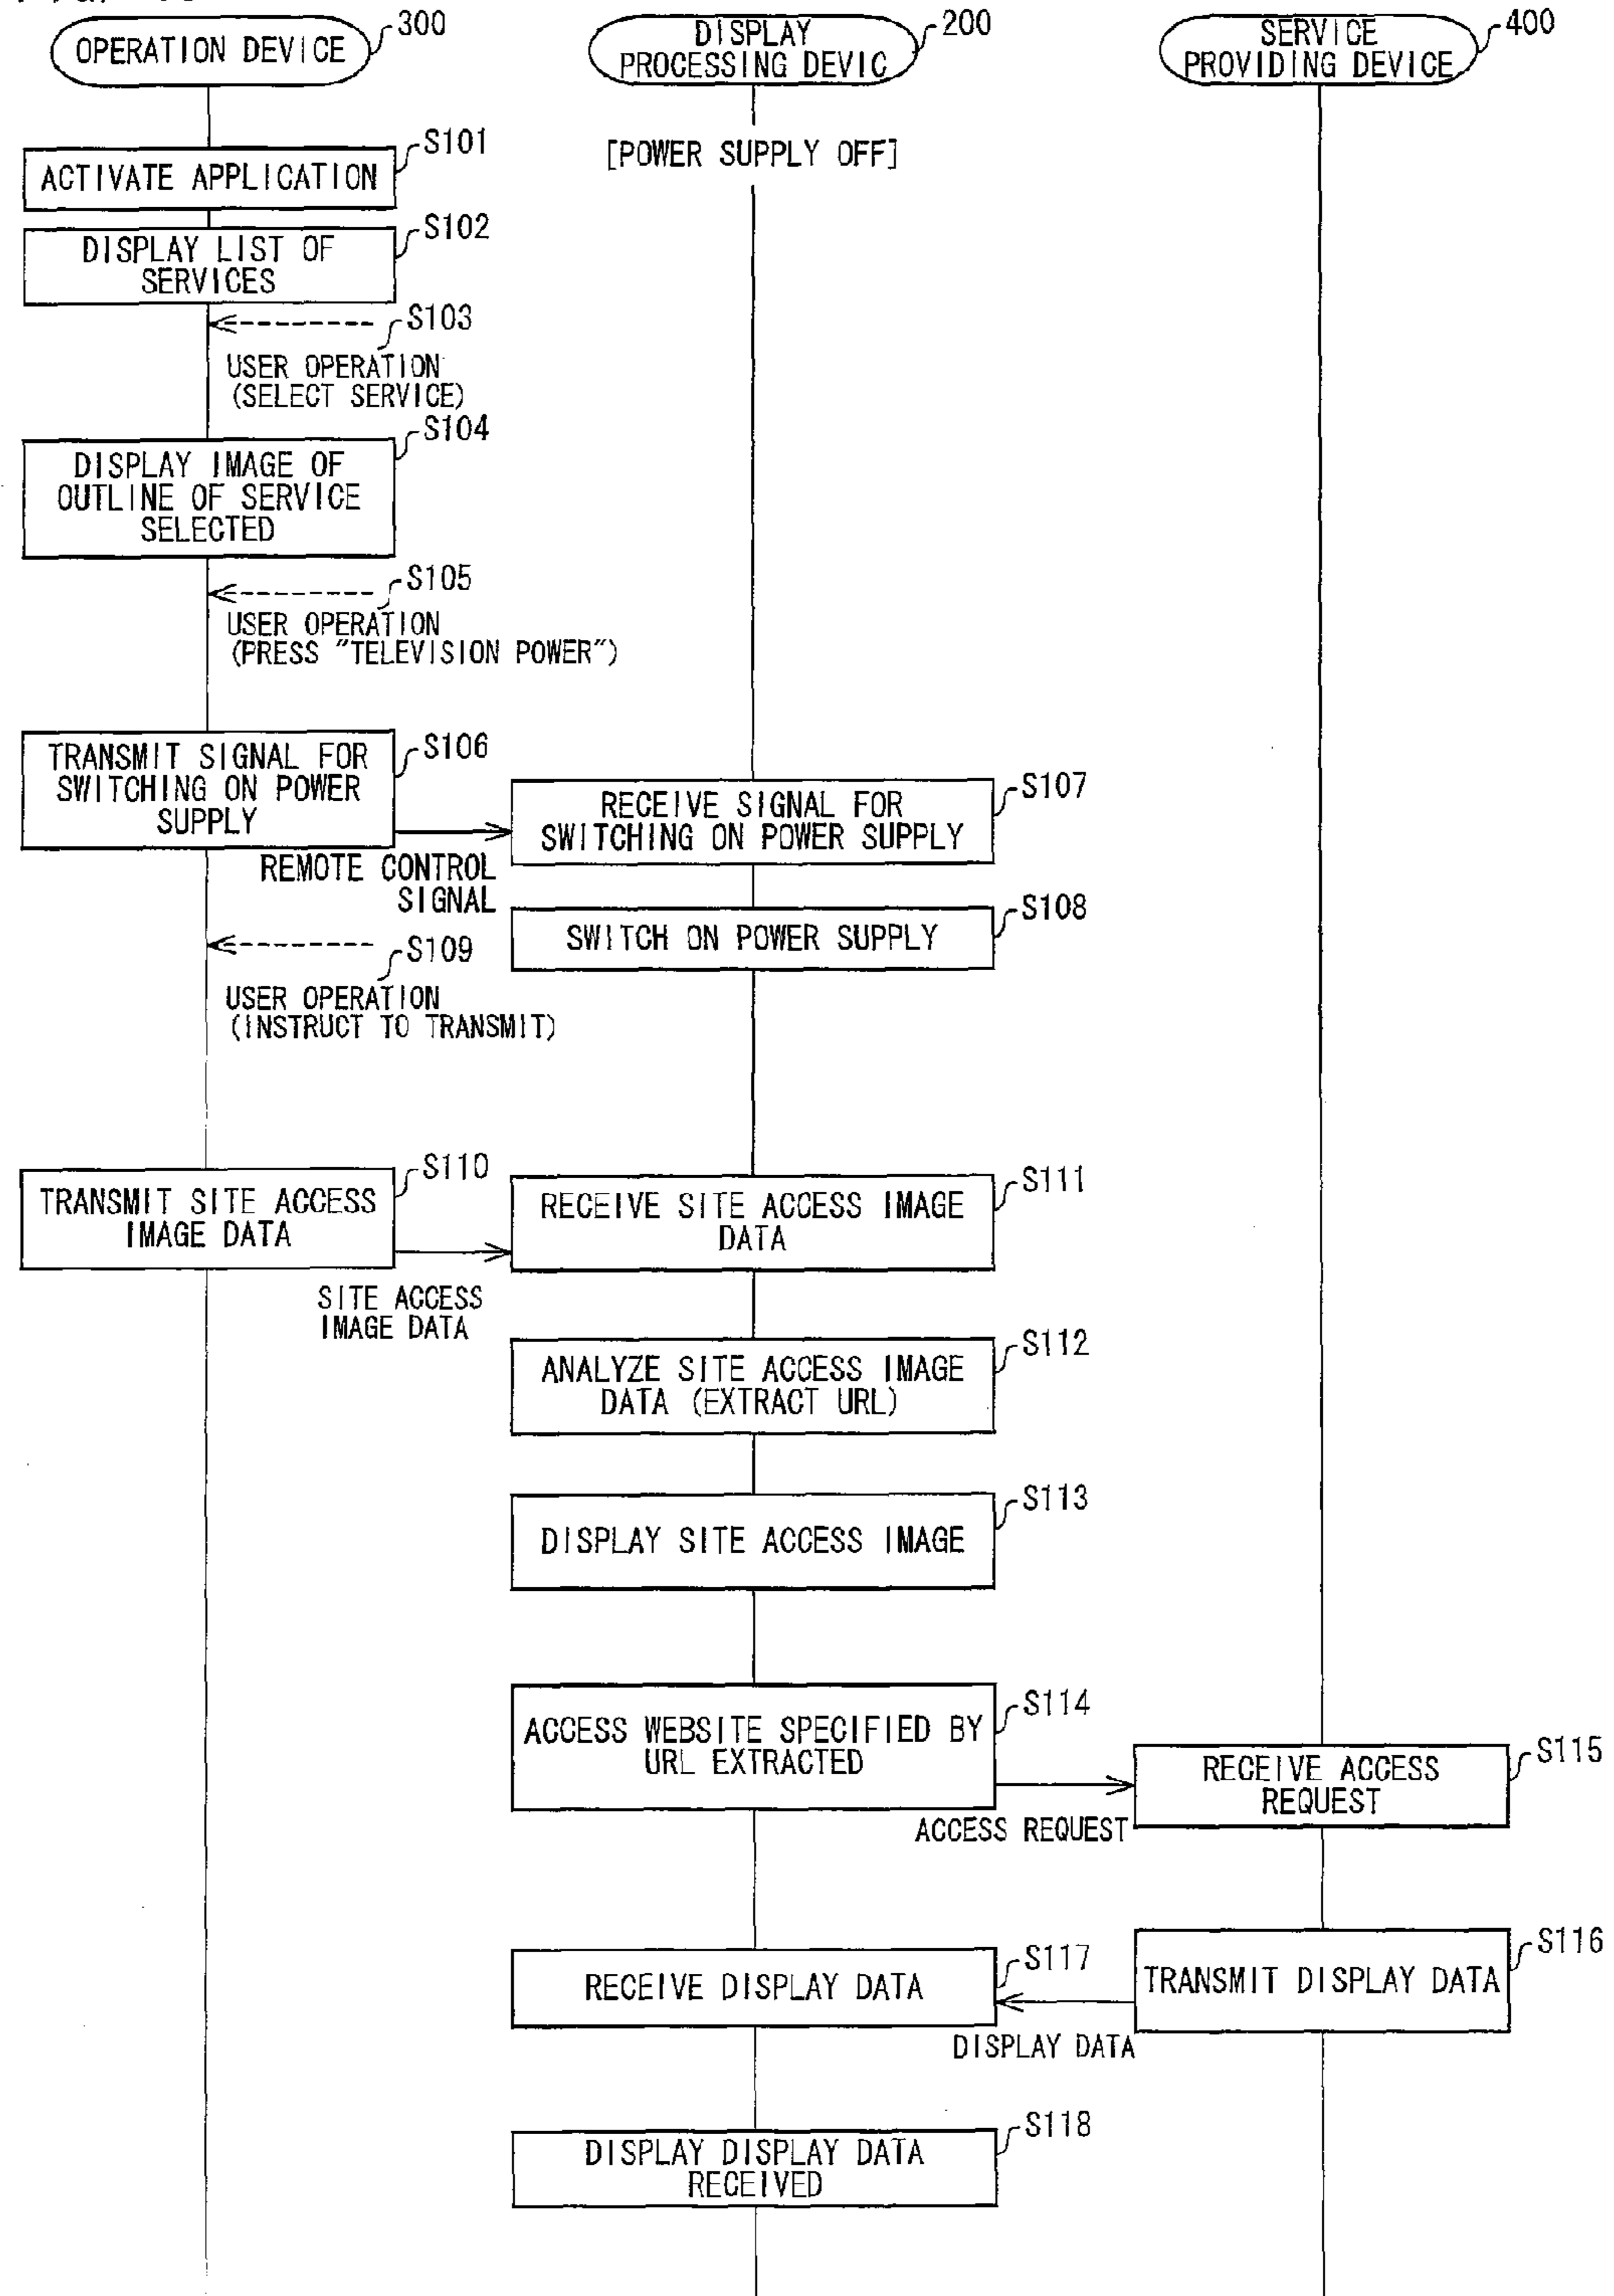 OPERATION DEVICE
300
DISPLAY
PROCESSING DEVIC
200
SERVICE
PROVIDING DEVICE
400
[POWER SUPPLY OFF]
S101
ACTIVATE APPLICATION
S102
DISPLAY LIST OF
SERVICES
S103
USER OPERATION
(SELECT SERVICE)
S104
DISPLAY IMAGE OF
OUTLINE OF SERVICE
SELECTED
S105
USER OPERATION
(PRESS "TELEVISION POWER")
S106
TRANSMIT SIGNAL FOR
SWITCHING ON POWER
SUPPLY
REMOTE CONTROL
SIGNAL
S107
RECEIVE SIGNAL FOR
SWITCHING ON POWER SUPPLY
S108
SWITCH ON POWER SUPPLY
S109
USER OPERATION
(INSTRUCT TO TRANSMIT)
S110
TRANSMIT SITE ACCESS
IMAGE DATA
SITE ACCESS
IMAGE DATA
S111
RECEIVE SITE ACCESS IMAGE
DATA
S112
ANALYZE SITE ACCESS IMAGE
DATA (EXTRACT URL)
S113
DISPLAY SITE ACCESS IMAGE
S114
ACCESS WEBSITE SPECIFIED BY
URL EXTRACTED
ACCESS REQUEST
S115
RECEIVE ACCESS
REQUEST
S116
TRANSMIT DISPLAY DATA
DISPLAY DATA
S117
RECEIVE DISPLAY DATA
S118
DISPLAY DISPLAY DATA
RECEIVED